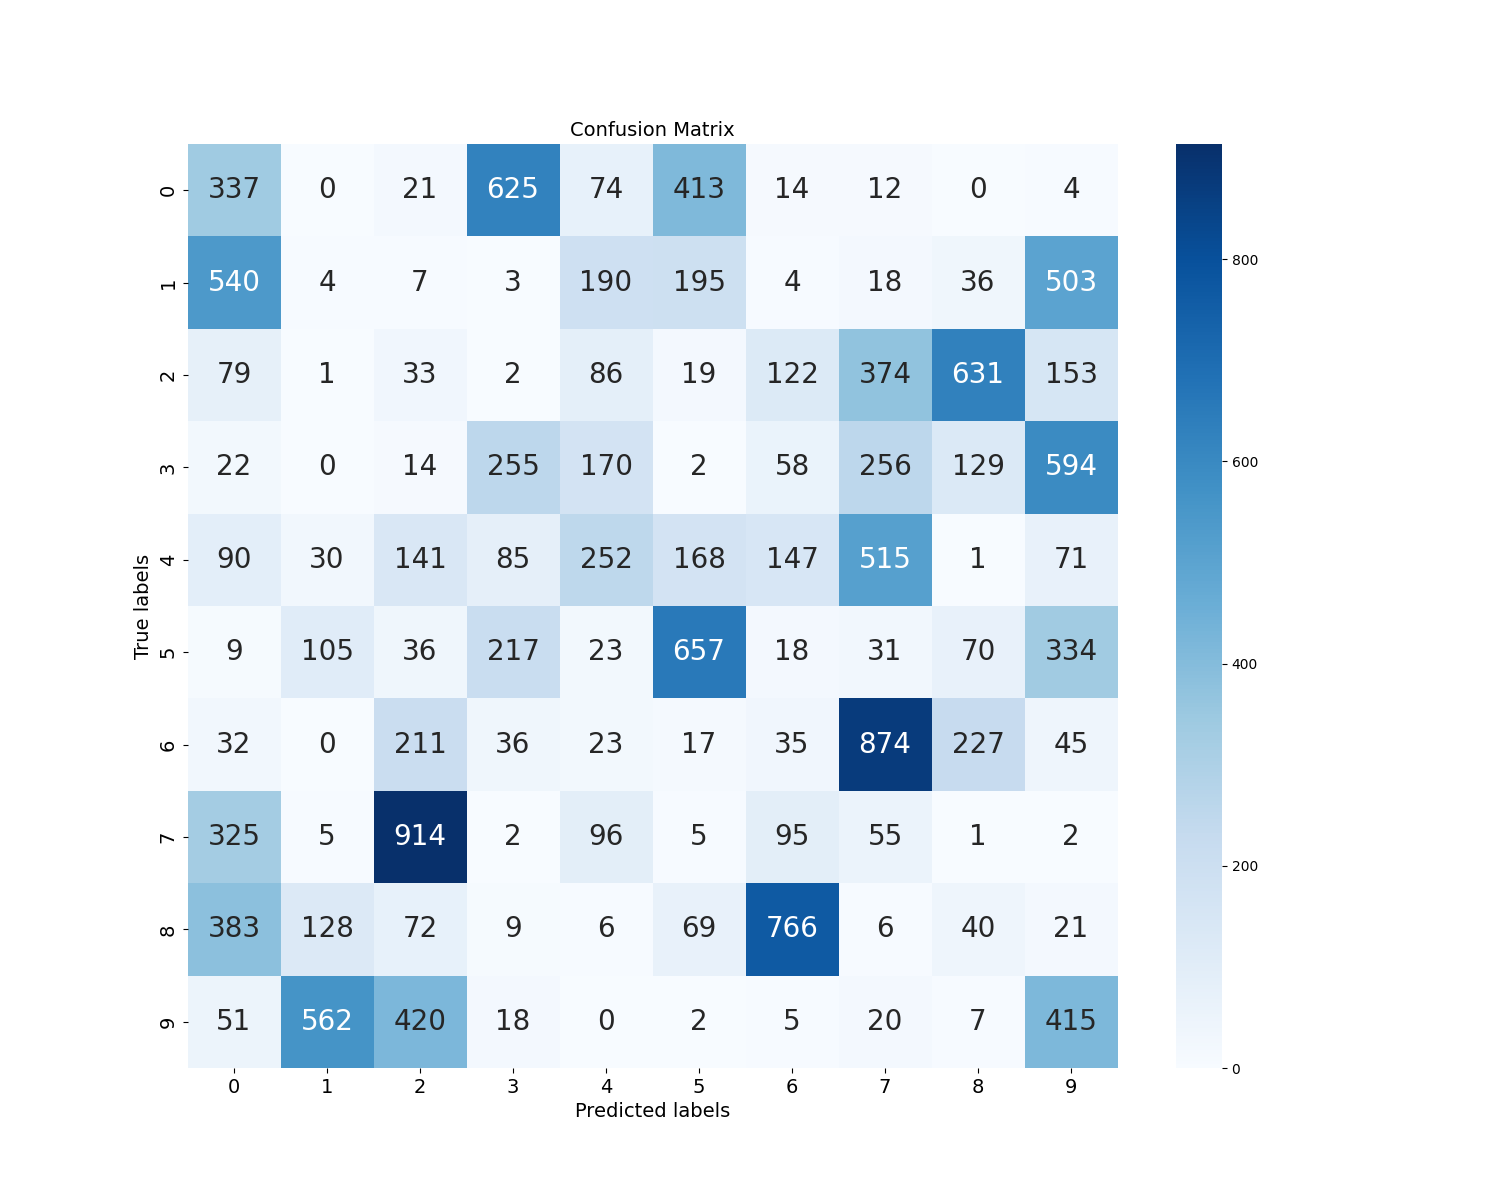 Confusion Matrix
0 337 0 21 625 74 413 14 12 0 4
1 540 4 7 3 190 195 4 18 36 503
2 79 1 33 2 86 19 122 374 631 153
3 22 0 14 255 170 2 58 256 129 594
4 90 30 141 85 252 168 147 515 1 71
5 9 105 36 217 23 657 18 31 70 334
6 32 0 211 36 23 17 35 874 227 45
7 325 5 914 2 96 5 95 55 1 2
8 383 128 72 9 6 69 766 6 40 21
9 51 562 420 18 0 2 5 20 7 415
0 1 2 3 4 5 6 7 8 9
Predicted labels
True labels
800
600
400
200
0